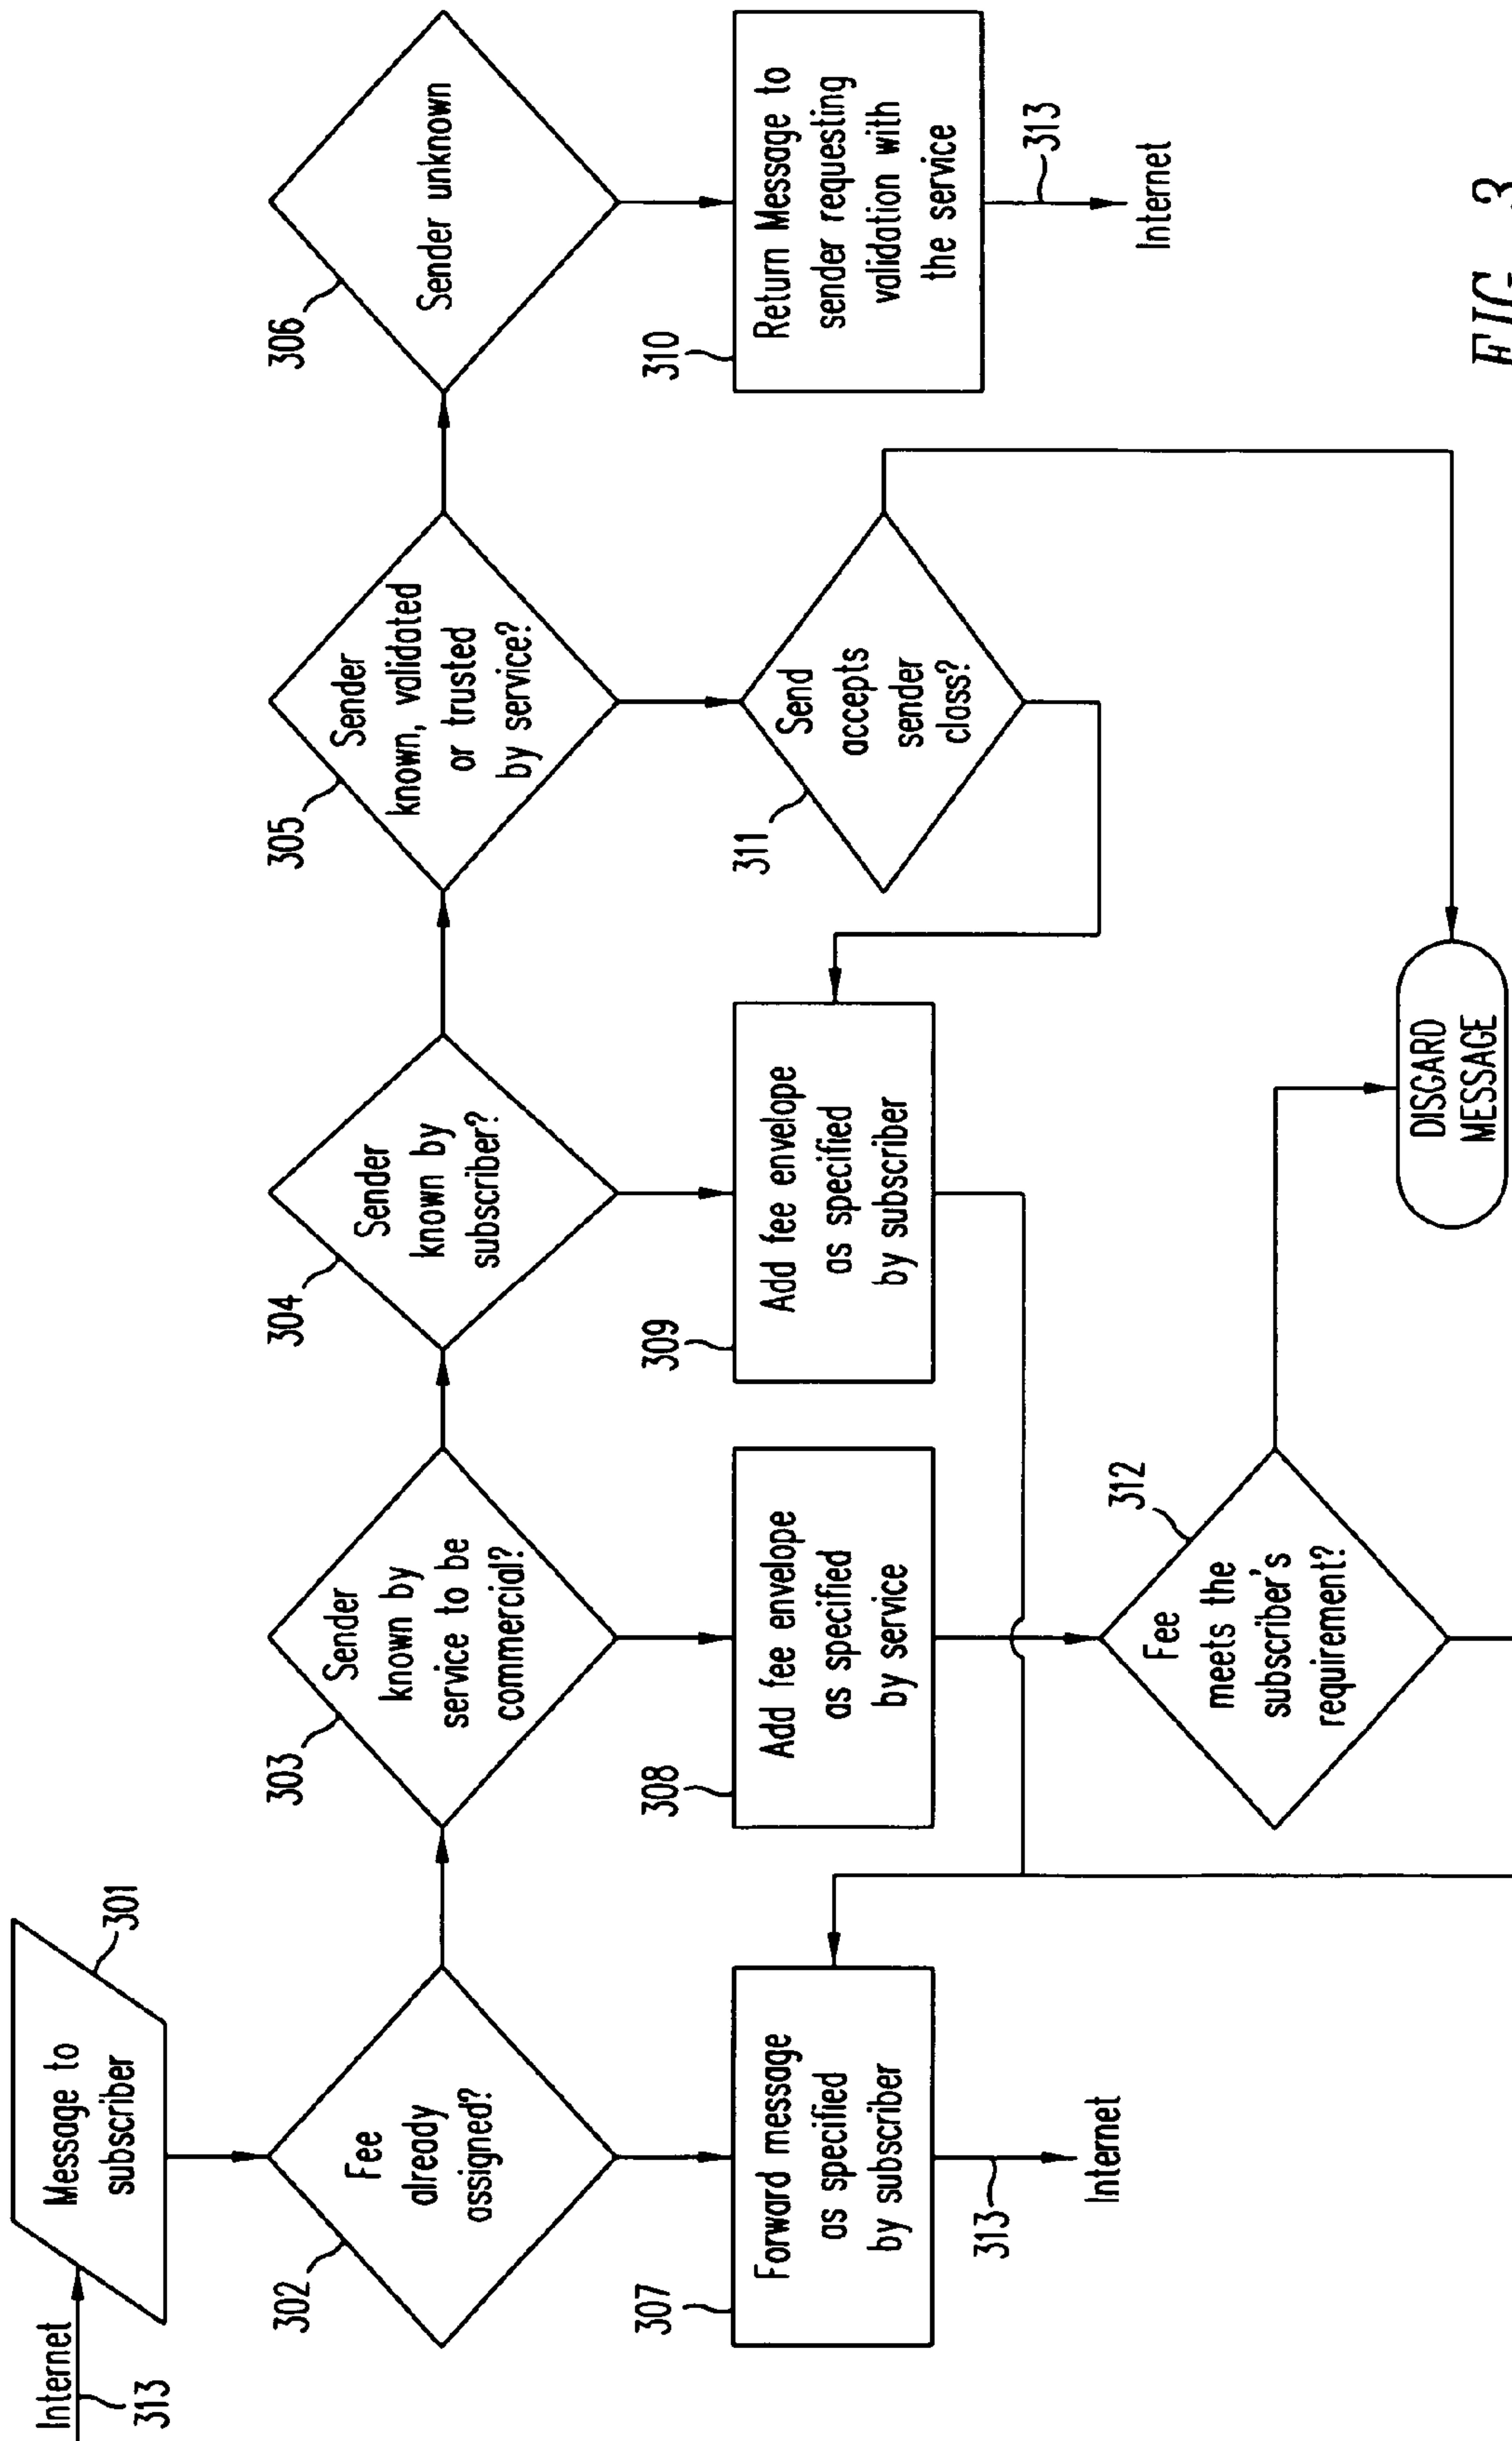 Internet
313
Message to
subscriber
301
302
Fee
already
assigned?
303
Sender
known by
service to be
commercial?
304
Sender
known by
subscriber?
305
Sender
known, validated
or trusted
by service?
306
Sender unknown
307
Forward message
as specified
by subscriber
313
Internet
308
Add fee envelope
as specified
by service
309
Add fee envelope
as specified
by subscriber
311
Send
accepts
sender
class?
310
Return Message to
sender requesting
validation with
the service
313
Internet
312
Fee
meets the
subscriber's
requirement?
DISCARD
MESSAGE
FIG. 3